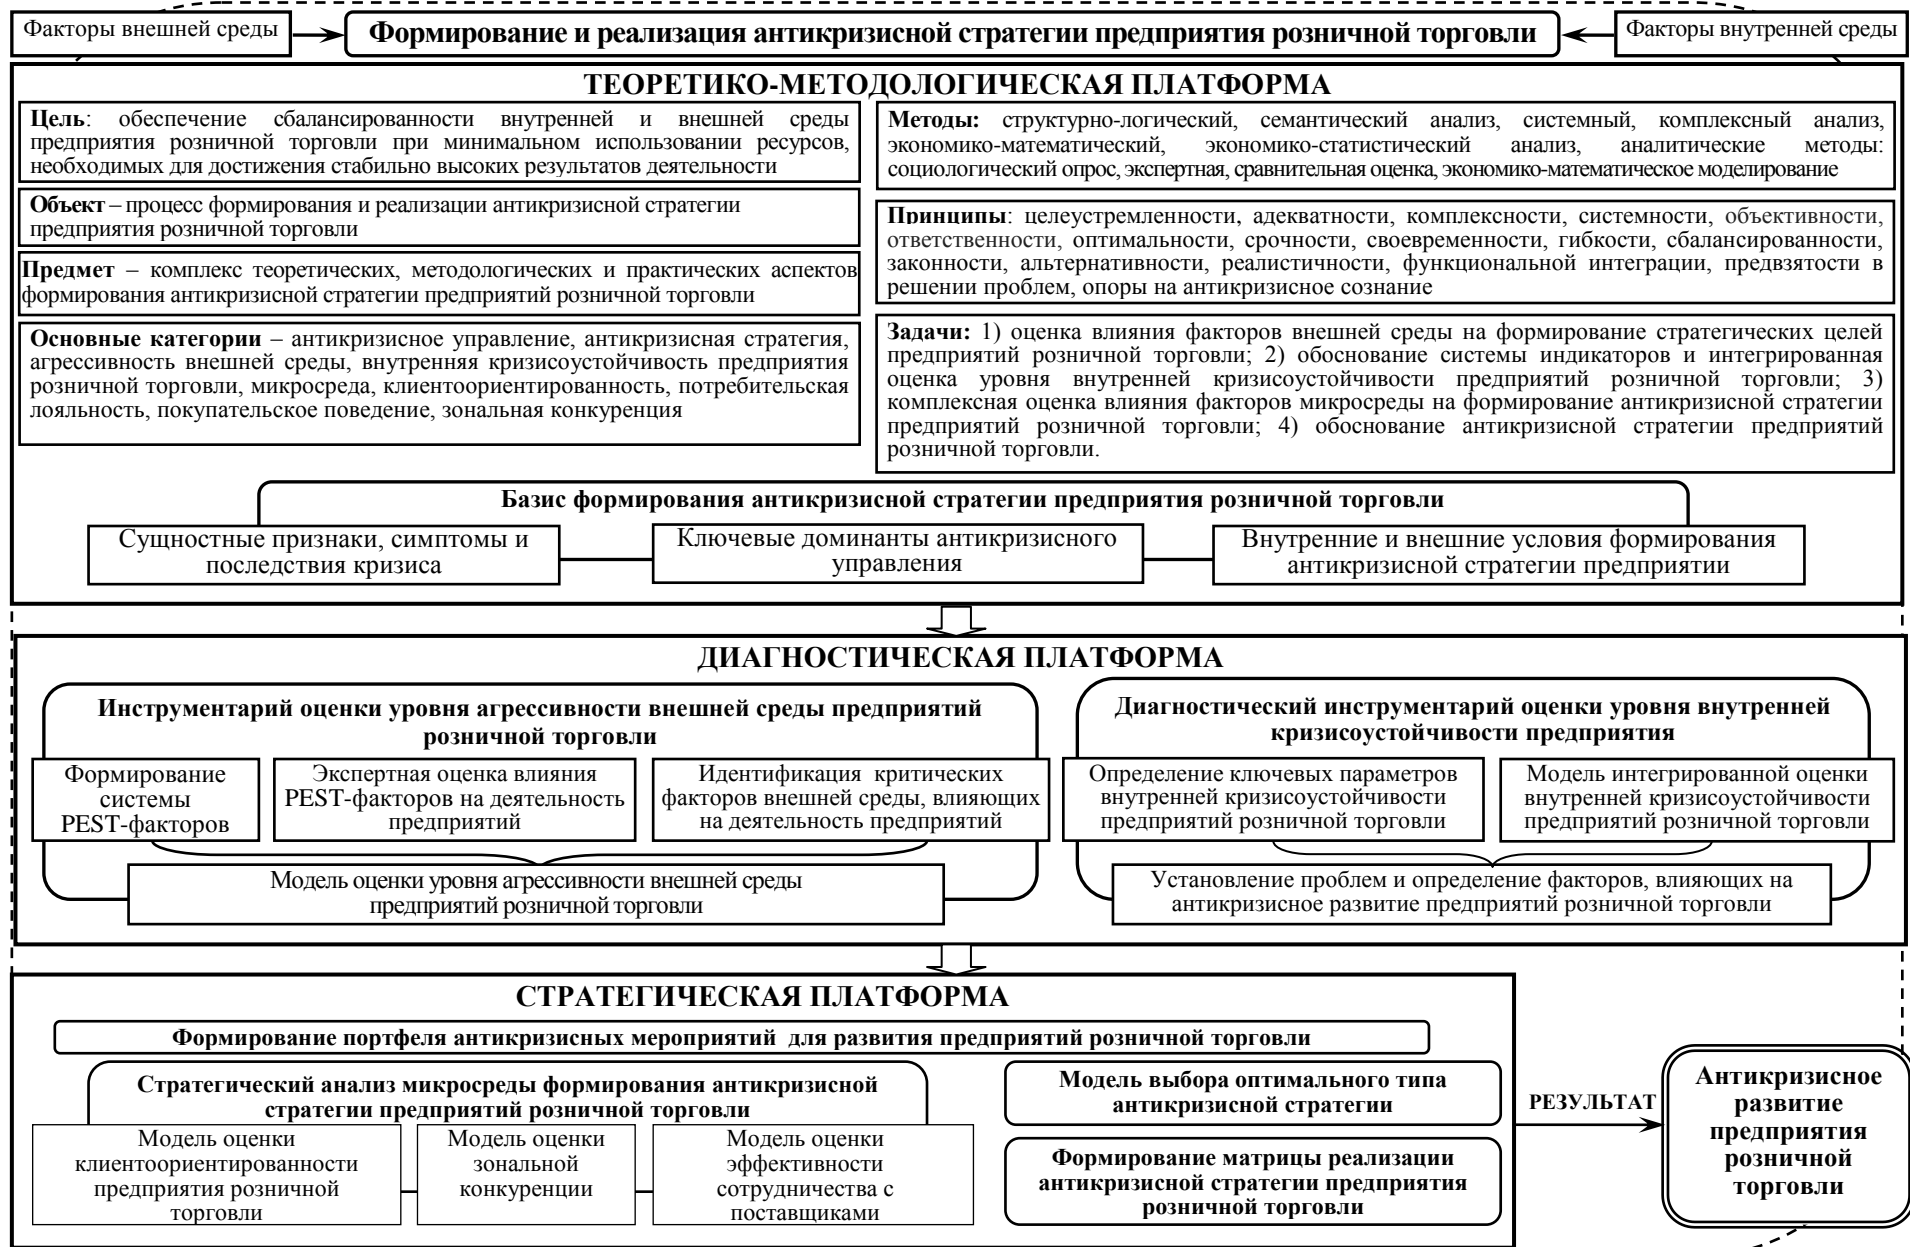 Факторы внешней среды
Формирование и реализация антикризисной стратегии предприятия розничной торговли
Факторы внутренней среды
ТЕОРЕТИКО-МЕТОДОЛОГИЧЕСКАЯ ПЛАТФОРМА
Цель: обеспечение сбалансированности внутренней и внешней среды
предприятия розничной торговли при минимальном использовании ресурсов,
необходимых для достижения стабильно высоких результатов деятельности
Объект – процесс формирования и реализации антикризисной стратегии
предприятия розничной торговли
Предмет – комплекс теоретических, методологических и практических аспектов
формирования антикризисной стратегии предприятий розничной торговли
Основные категории – антикризисное управление, антикризисная стратегия,
агрессивность внешней среды, внутренняя кризисоустойчивость предприятия
розничной торговли, микросреда, клиентоориентированность, потребительская
лояльность, покупательское поведение, зональная конкуренция
Методы: структурно-логический, семантический анализ, системный, комплексный анализ,
экономико-математический, экономико-статистический анализ, аналитические методы:
социологический опрос, экспертная, сравнительная оценка, экономико-математическое моделирование
Принципы: целеустремленности, адекватности, комплексности, системности, объективности,
ответственности, оптимальности, срочности, своевременности, гибкости, сбалансированности,
законности, альтернативности, реалистичности, функциональной интеграции, предвзятости в
решении проблем, опоры на антикризисное сознание
Задачи: 1) оценка влияния факторов внешней среды на формирование стратегических целей
предприятий розничной торговли; 2) обоснование системы индикаторов и интегрированная
оценка уровня внутренней кризисоустойчивости предприятий розничной торговли; 3)
комплексная оценка влияния факторов микросреды на формирование антикризисной стратегии
предприятий розничной торговли; 4) обоснование антикризисной стратегии предприятий
розничной торговли.
Базис формирования антикризисной стратегии предприятия розничной торговли
Сущностные признаки, симптомы и
последствия кризиса
Ключевые доминанты антикризисного
управления
Внутренние и внешние условия формирования
антикризисной стратегии предприятии
ДИАГНОСТИЧЕСКАЯ ПЛАТФОРМА
Инструментарий оценки уровня агрессивности внешней среды предприятий
розничной торговли
Формирование
системы
PEST-факторов
Экспертная оценка влияния
PEST-факторов на деятельность
предприятий
Идентификация критических
факторов внешней среды, влияющих
на деятельность предприятий
Модель оценки уровня агрессивности внешней среды
предприятий розничной торговли
Диагностический инструментарий оценки уровня внутренней
кризисоустойчивости предприятия
Определение ключевых параметров
внутренней кризисоустойчивости
предприятий розничной торговли
Модель интегрированной оценки
внутренней кризисоустойчивости
предприятий розничной торговли
Установление проблем и определение факторов, влияющих на
антикризисное развитие предприятий розничной торговли
СТРАТЕГИЧЕСКАЯ ПЛАТФОРМА
Формирование портфеля антикризисных мероприятий для развития предприятий розничной торговли
Стратегический анализ микросреды формирования антикризисной
стратегии предприятий розничной торговли
Модель оценки
клиентоориентированности
предприятия розничной
торговли
Модель оценки
зональной
конкуренции
Модель оценки
эффективности
сотрудничества с
поставщиками
Модель выбора оптимального типа
антикризисной стратегии
Формирование матрицы реализации
антикризисной стратегии предприятия
розничной торговли
РЕЗУЛЬТАТ
Антикризисное
развитие
предприятия
розничной
торговли